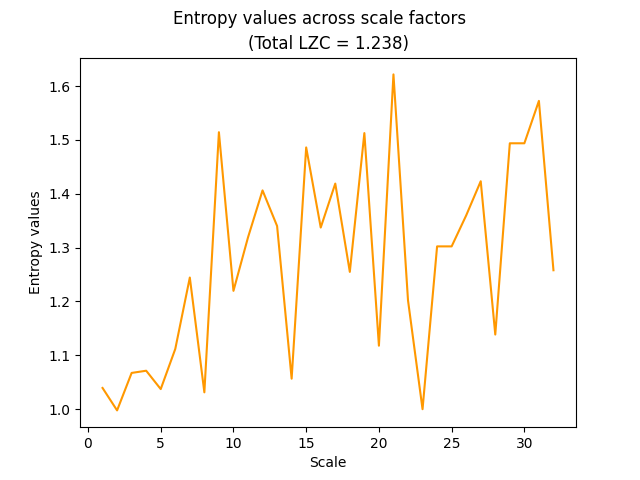 Entropy values across scale factors
(Total LZC = 1.238)
1.6
1.5
1.4
1.3
1.2
1.1
1.0
Entropy values
0 5 10 15 20 25 30
Scale